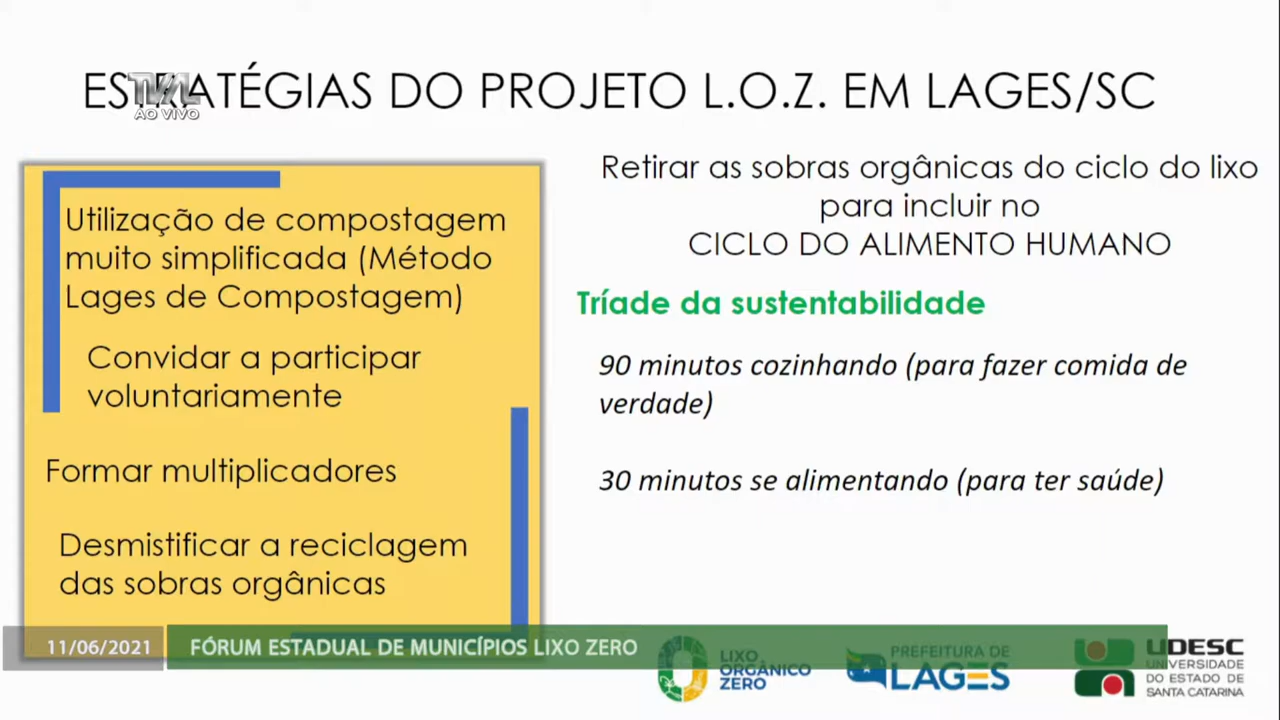 ESTRATÉGIAS DO PROJETO L.O.Z. EM LAGES/SC
TVAL
AO VIVO
Utilização de compostagem
muito simplificada (Método
Lages de Compostagem)
Convidar a participar
voluntariamente
Formar multiplicadores
Desmistificar a reciclagem
das sobras orgânicas
Retirar as sobras orgânicas do ciclo do lixo
para incluir no
CICLO DO ALIMENTO HUMANO
Tríade da sustentabilidade
90 minutos cozinhando (para fazer comida de
verdade)
30 minutos se alimentando (para ter saúde)
11/06/2021
FÓRUM ESTADUAL DE MUNICÍPIOS LIXO ZERO
LIXO
ORGÂNICO
ZERO
PREFEITURA DE
LAGES
UDESC
UNIVERSIDADE
DO ESTADO DE
SANTA CATARINA